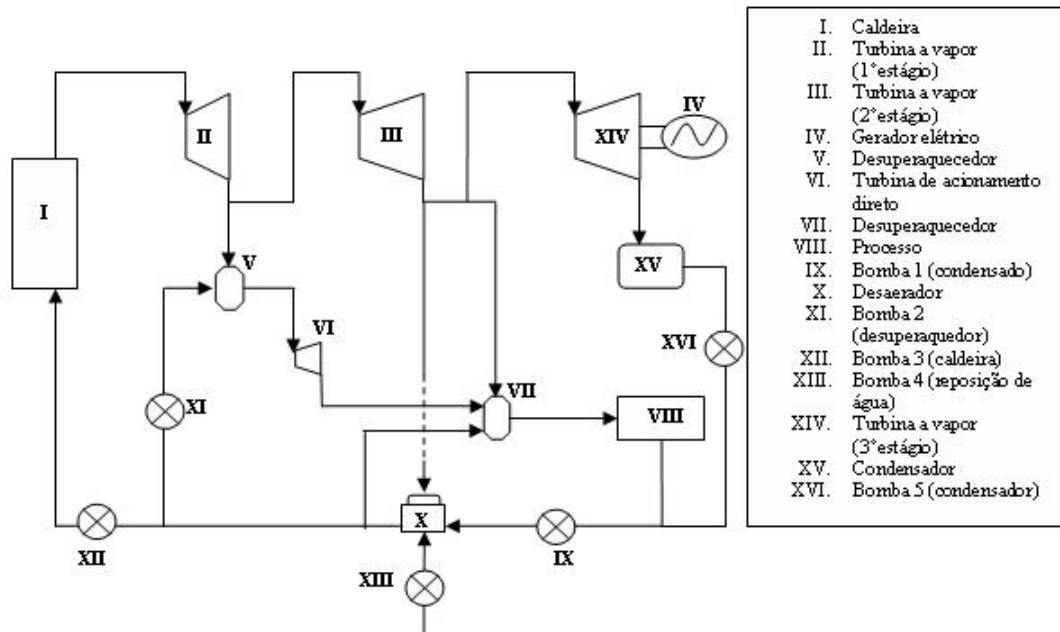 I. Caldeira
II. Turbina a vapor
(1°estágio)
III. Turbina a vapor
(2°estágio)
IV. Gerador elétrico
V. Desuperaquecedor
VI. Turbina de acionamento
direto
VII. Desuperaquecedor
VIII. Processo
IX. Bomba 1 (condensado)
X. Desaerador
XI. Bomba 2
(desuperaquedor)
XII. Bomba 3 (caldeira)
XIII. Bomba 4 (reposição de
água)
XIV. Turbina a vapor
(3°estágio)
XV. Condensador
XVI. Bomba 5 (condensador)
IV
II
III
XIV
I
V
XV
VI
XVI
VII
XI
VIII
X
XII
IX
XIII